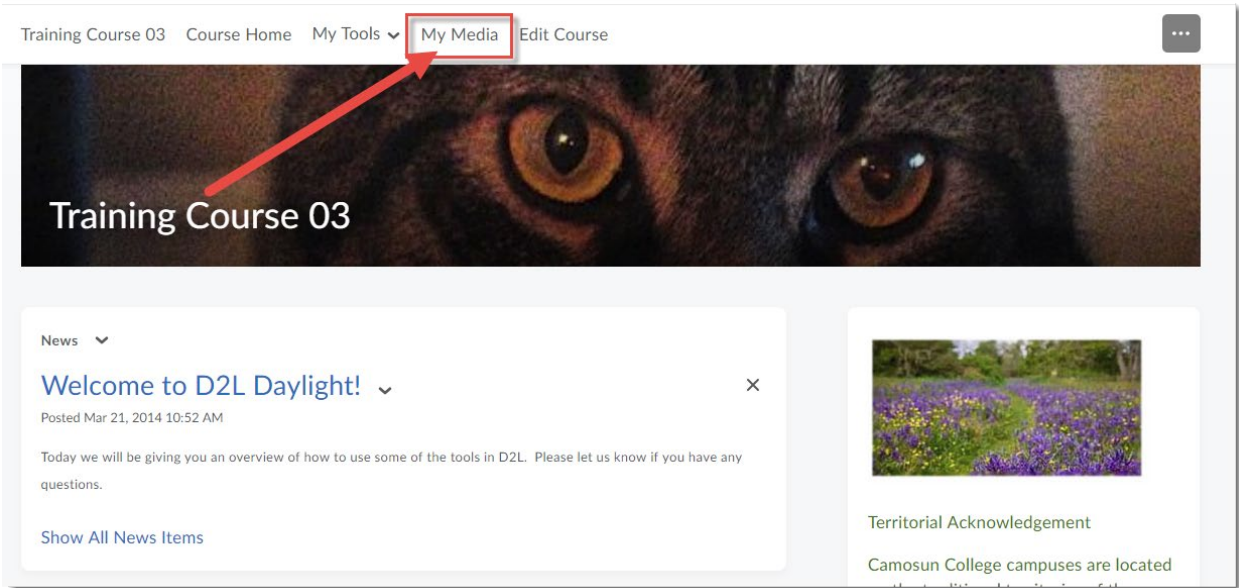 Training Course 03 Course Home My Tools My Media Edit Course
Training Course 03
News
Welcome to D2L Daylight!
Posted Mar 21, 2014 10:52 AM
Today we will be giving you an overview of how to use some of the tools in D2L. Please let us know if you have any
questions.
Show All News Items
Territorial Acknowledgement
Camosun College campuses are located